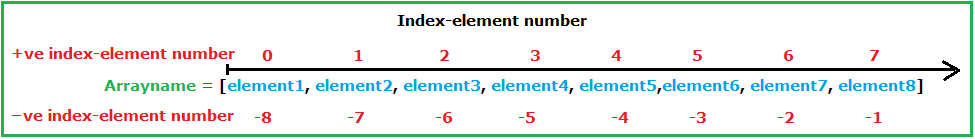 Index-element number
+ve index-element number 0 1 2 3 4 5 6 7
Arrayname = [element1, element2, element3, element4, element5,element6, element7, element8]
−ve index-element number -8 -7 -6 -5 -4 -3 -2 -1